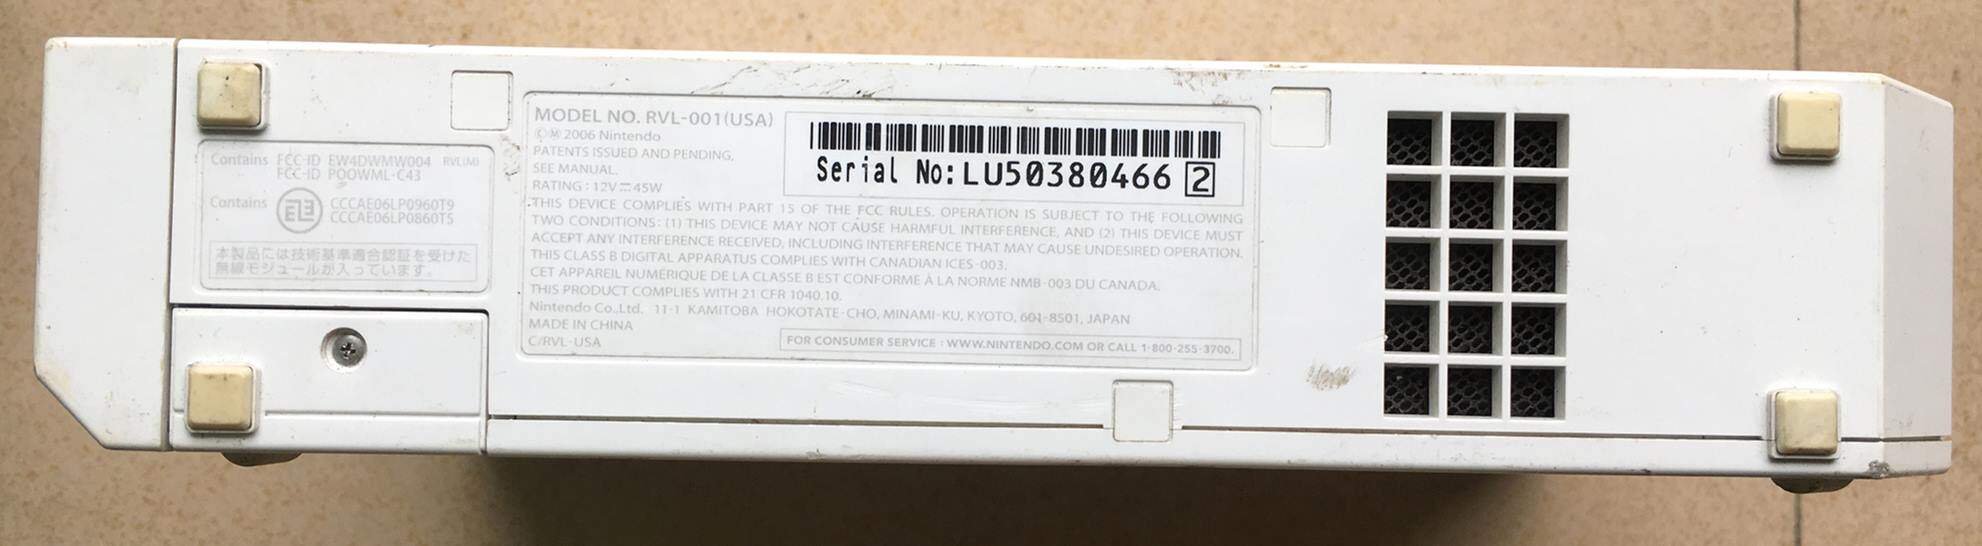 Contains FCC-ID EW4DWMW004 RVL(M)
FCC-ID POOWML-C43
Contains CCCAE06LP0960T9
CCCAE06LP0860T5
本製品には技術基準適合認証を受けた
無線モジュールが入っています。
MODEL NO. RVL-001(USA)
©Ⓜ 2006 Nintendo
PATENTS ISSUED AND PENDING,
SEE MANUAL.
RATING : 12V⎓45W
Serial No:LU50380466 2
THIS DEVICE COMPLIES WITH PART 15 OF THE FCC RULES. OPERATION IS SUBJECT TO THE FOLLOWING
TWO CONDITIONS: (1) THIS DEVICE MAY NOT CAUSE HARMFUL INTERFERENCE, AND (2) THIS DEVICE MUST
ACCEPT ANY INTERFERENCE RECEIVED, INCLUDING INTERFERENCE THAT MAY CAUSE UNDESIRED OPERATION.
THIS CLASS B DIGITAL APPARATUS COMPLIES WITH CANADIAN ICES-003.
CET APPAREIL NUMÉRIQUE DE LA CLASSE B EST CONFORME À LA NORME NMB-003 DU CANADA.
THIS PRODUCT COMPLIES WITH 21 CFR 1040.10.
Nintendo Co.,Ltd. 11-1 KAMITOBA HOKOTATE-CHO, MINAMI-KU, KYOTO, 601-8501, JAPAN
MADE IN CHINA
C/RVL-USA
FOR CONSUMER SERVICE : WWW.NINTENDO.COM OR CALL 1-800-255-3700.